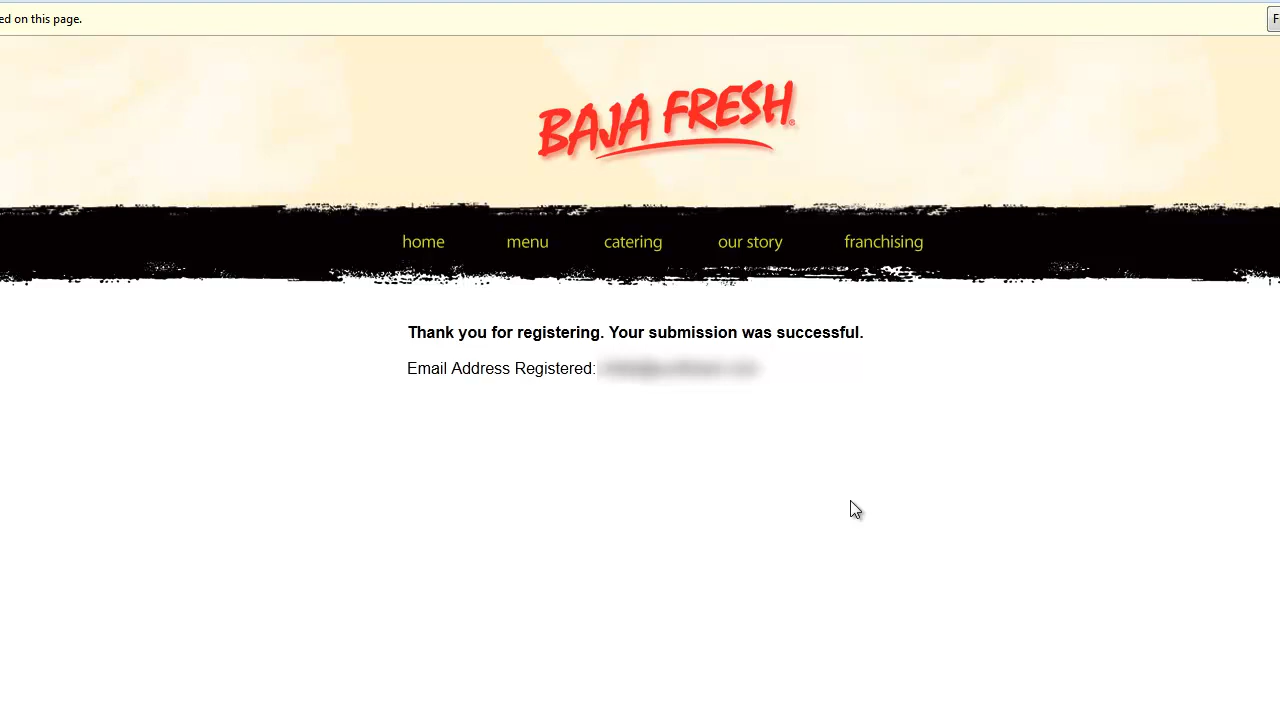 ed on this page.
F
BAJA FRESH®
home menu catering our story franchising
Thank you for registering. Your submission was successful.
Email Address Registered: